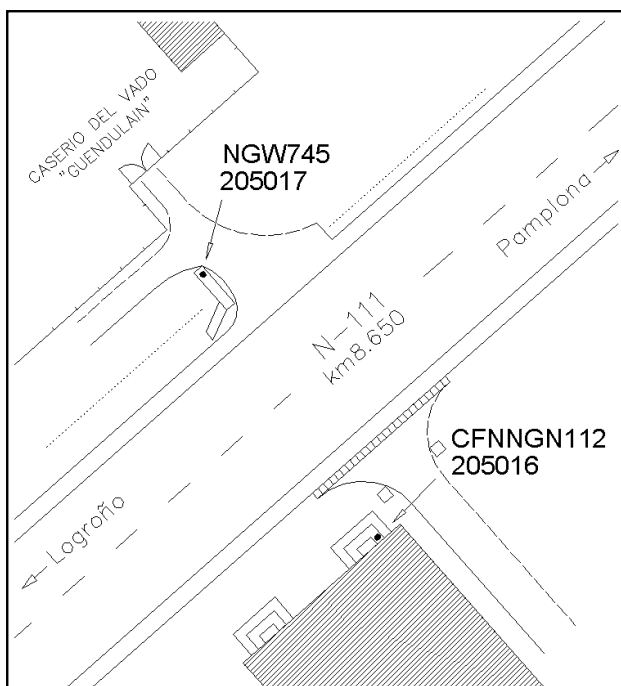 CASERIO DEL VADO
"GUENDULAIN"
NGW745
205017
Pamplona
N-111
km8.650
CFNNGN112
205016
Logroño